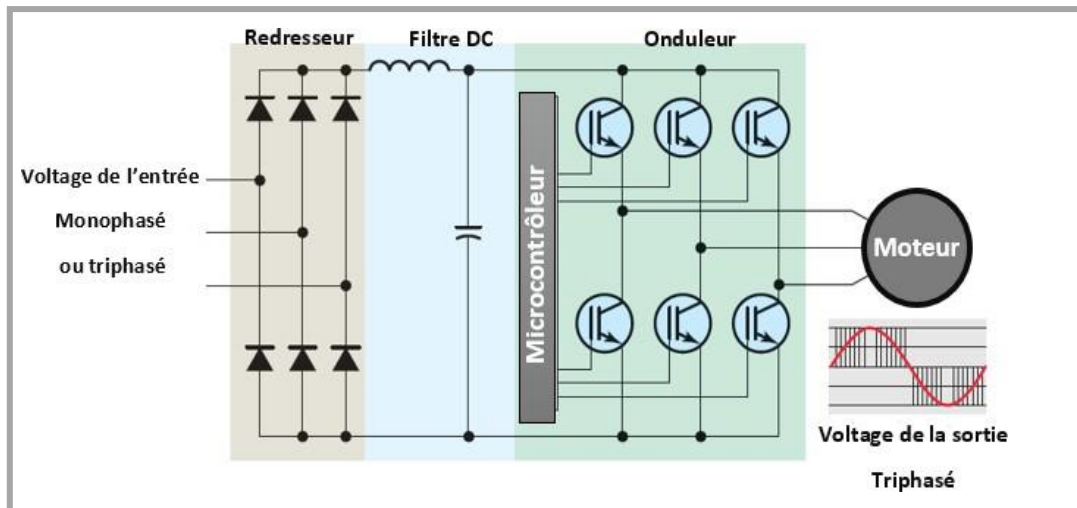 Redresseur
Filtre DC
Onduleur
Voltage de l'entrée
Monophasé
ou triphasé
Microcontrôleur
Moteur
Voltage de la sortie
Triphasé